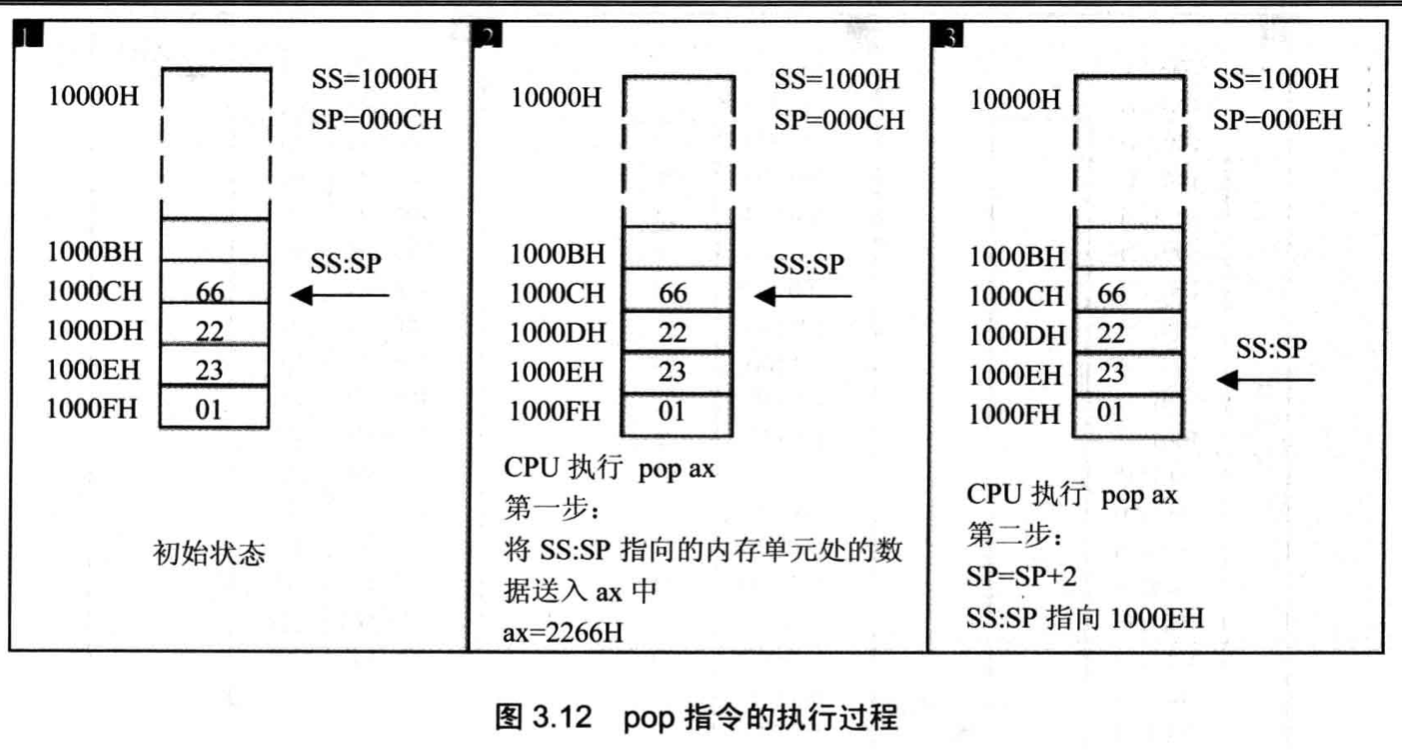 1
10000H
SS=1000H
SP=000CH
1000BH
1000CH 66
SS:SP
1000DH 22
1000EH 23
1000FH 01
初始状态
2
10000H
SS=1000H
SP=000CH
1000BH
1000CH 66
SS:SP
1000DH 22
1000EH 23
1000FH 01
CPU 执行 pop ax
第一步：
将 SS:SP 指向的内存单元处的数
据送入 ax 中
ax=2266H
3
10000H
SS=1000H
SP=000EH
1000BH
1000CH 66
1000DH 22
SS:SP
1000EH 23
1000FH 01
CPU 执行 pop ax
第二步：
SP=SP+2
SS:SP 指向 1000EH
图 3.12 pop 指令的执行过程